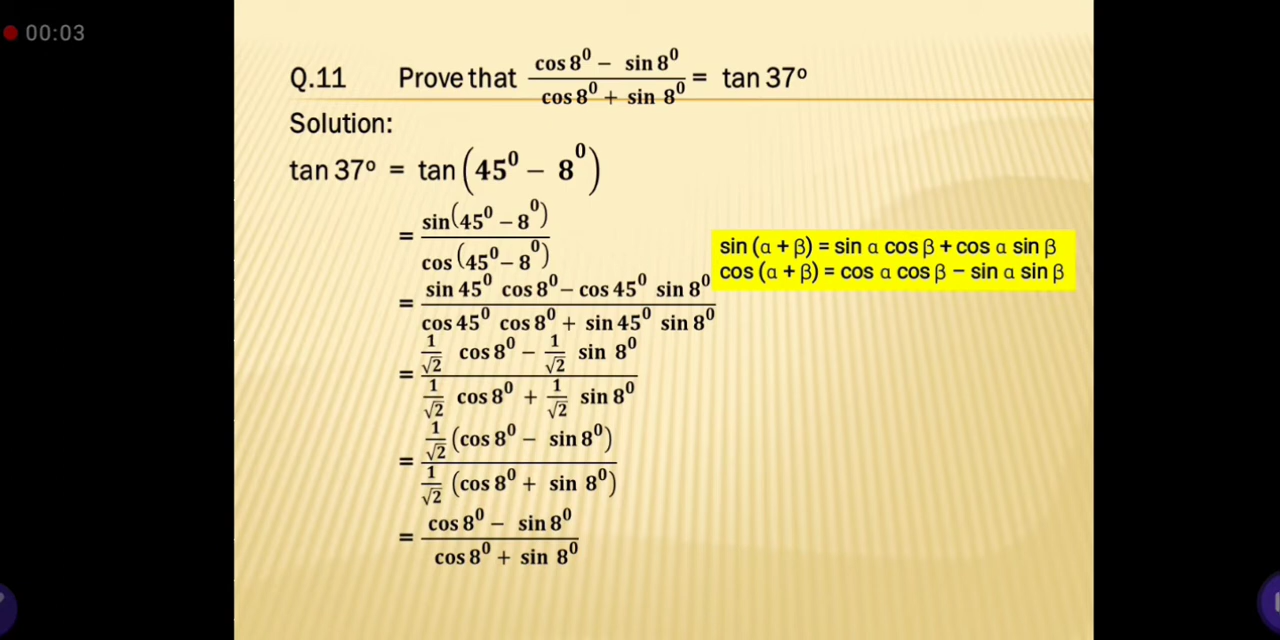 00:03
Q.11 Prove that (cos 8⁰ − sin 8⁰)/(cos 8⁰ + sin 8⁰) = tan 37º
Solution:
tan 37º = tan (45⁰ − 8⁰)
= sin(45⁰ − 8⁰)/cos (45⁰ − 8⁰)
sin (α + β) = sin α cos β + cos α sin β
cos (α + β) = cos α cos β − sin α sin β
= (sin 45⁰ cos 8⁰ − cos 45⁰ sin 8⁰)/(cos 45⁰ cos 8⁰ + sin 45⁰ sin 8⁰)
= (1/√2 cos 8⁰ − 1/√2 sin 8⁰)/(1/√2 cos 8⁰ + 1/√2 sin 8⁰)
= 1/√2 (cos 8⁰ − sin 8⁰)/1/√2 (cos 8⁰ + sin 8⁰)
= (cos 8⁰ − sin 8⁰)/(cos 8⁰ + sin 8⁰)